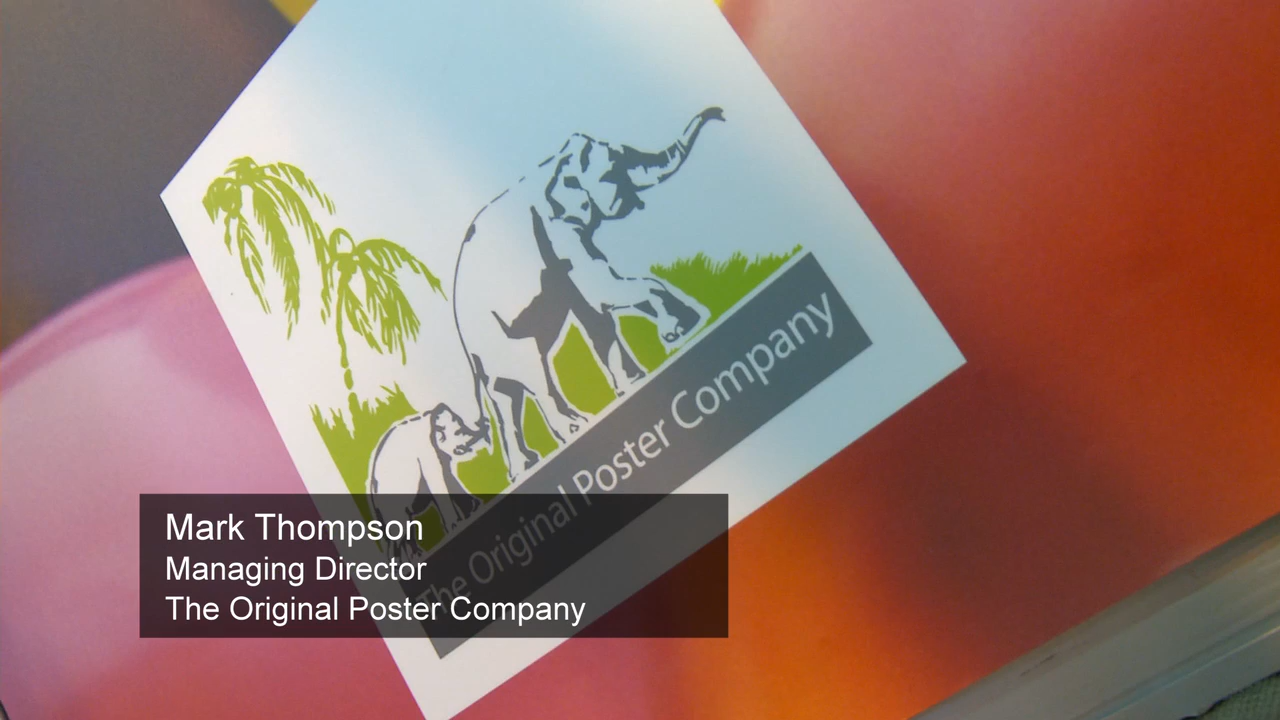 The Original Poster Company
Mark Thompson
Managing Director
The Original Poster Company